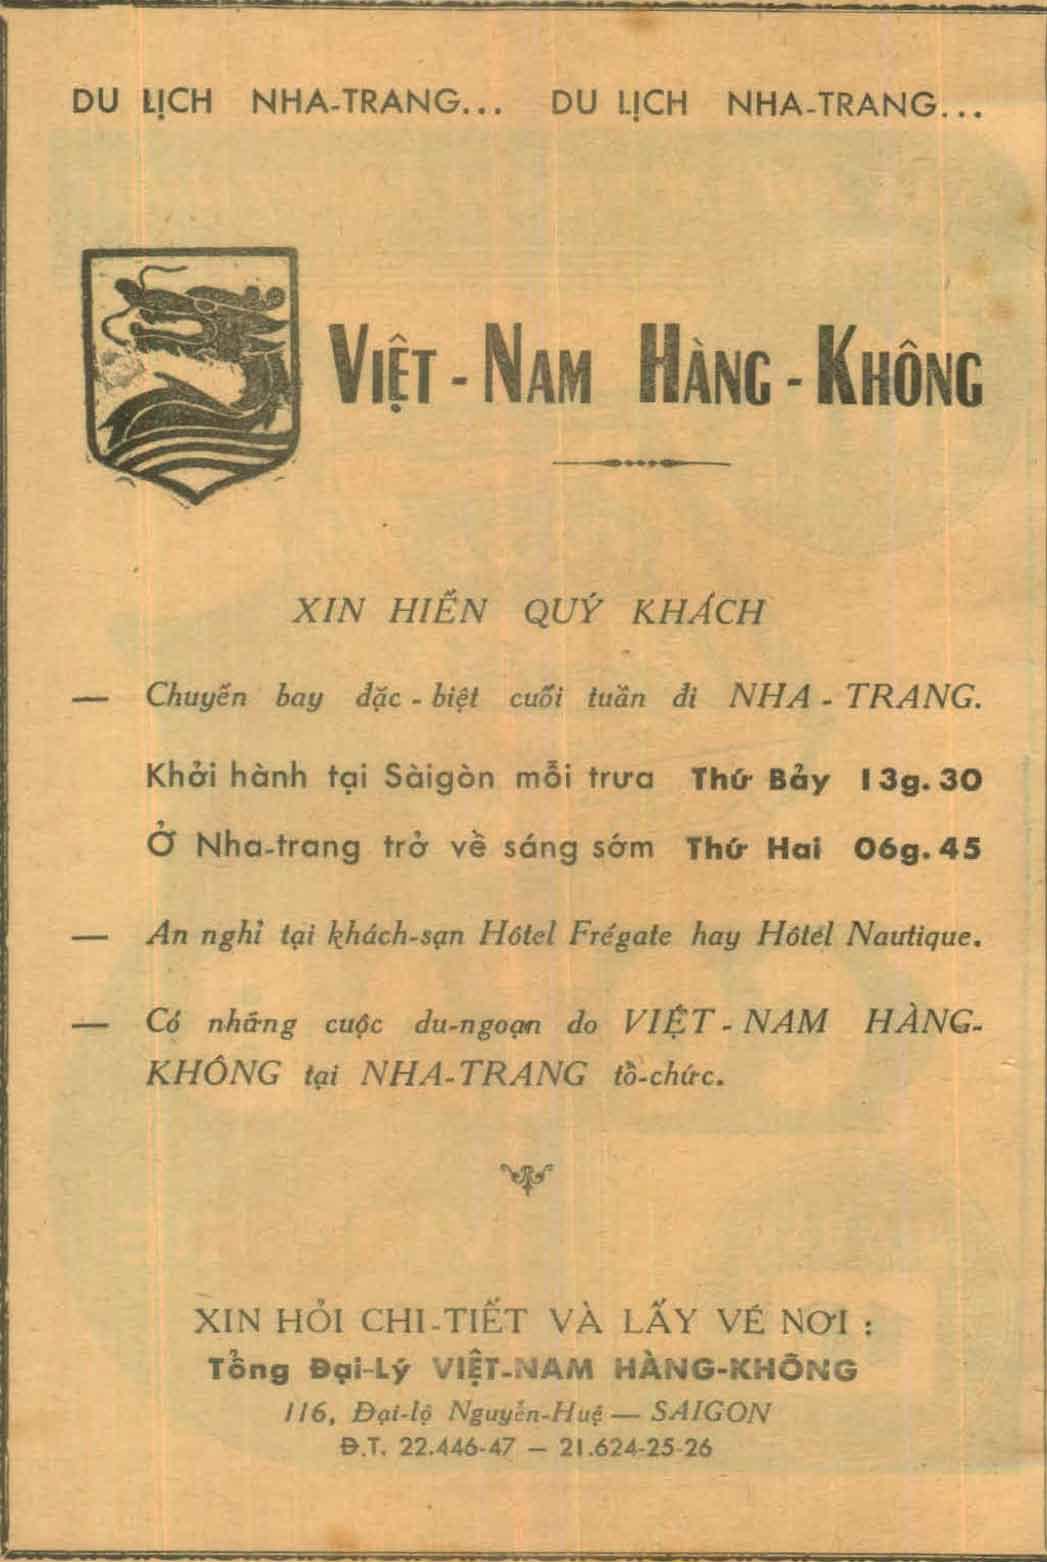 DU LỊCH NHA-TRANG... DU LỊCH NHA-TRANG...
VIỆT - NAM HÀNG - KHÔNG
XIN HIẾN QUÝ KHÁCH
— Chuyến bay đặc - biệt cuối tuần đi NHA - TRANG.
Khởi hành tại Sàigòn mỗi trưa Thứ Bảy 13g.30
Ở Nha-trang trở về sáng sớm Thứ Hai 06g.45
— An nghỉ tại khách-sạn Hôtel Frégate hay Hôtel Nautique.
— Có những cuộc du-ngoạn do VIỆT - NAM HÀNG-
KHÔNG tại NHA-TRANG tồ-chức.
XIN HỎI CHI-TIẾT VÀ LẤY VÉ NƠI :
Tổng Đại-Lý VIỆT-NAM HÀNG-KHÔNG
116, Đại-lộ Nguyễn-Huệ — SAIGON
Đ.T. 22.446-47 — 21.624-25-26